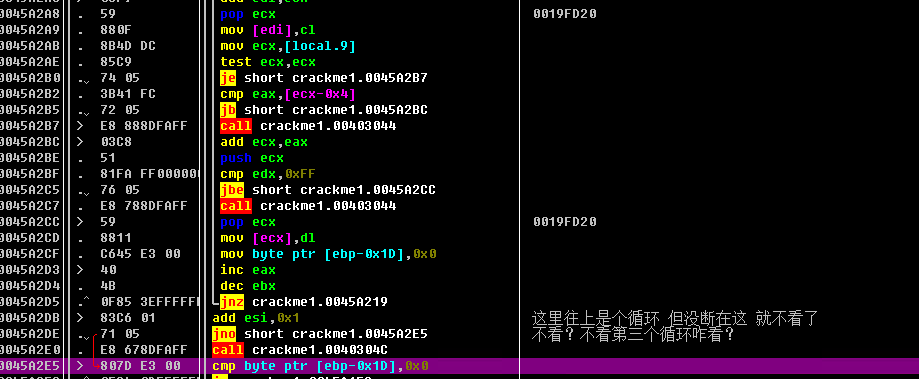 0045A2A8 . 59 pop ecx 0019FD20
0045A2A9 . 880F mov [edi],cl
0045A2AB . 8B4D DC mov ecx,[local.9]
0045A2AE . 85C9 test ecx,ecx
0045A2B0 . 74 05 je short crackme1.0045A2B7
0045A2B2 . 3B41 FC cmp eax,[ecx-0x4]
0045A2B5 . 72 05 jb short crackme1.0045A2BC
0045A2B7 > E8 888DFAFF call crackme1.00403044
0045A2BC > 03C8 add ecx,eax
0045A2BE . 51 push ecx
0045A2BF . 81FA FF00000 cmp edx,0xFF
0045A2C5 . 76 05 jbe short crackme1.0045A2CC
0045A2C7 . E8 788DFAFF call crackme1.00403044
0045A2CC > 59 pop ecx 0019FD20
0045A2CD . 8811 mov [ecx],dl
0045A2CF . C645 E3 00 mov byte ptr [ebp-0x1D],0x0
0045A2D3 > 40 inc eax
0045A2D4 . 4B dec ebx
0045A2D5 .^ 0F85 3EFFFFFF jnz crackme1.0045A219
0045A2DB > 83C6 01 add esi,0x1 这里往上是个循环 但没断在这 就不看了
0045A2DE . 71 05 jno short crackme1.0045A2E5 不看？不看第三个循环咋看？
0045A2E0 . E8 678DFAFF call crackme1.0040304C
0045A2E5 > 807D E3 00 cmp byte ptr [ebp-0x1D],0x0